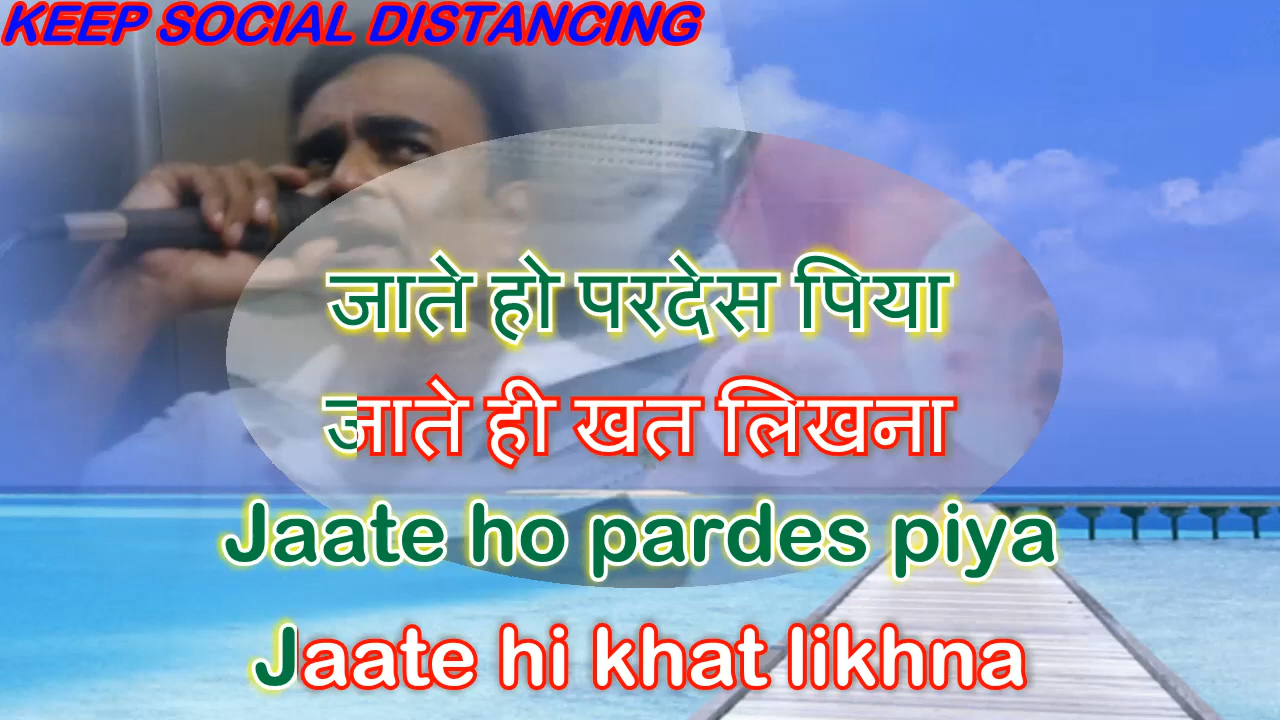 KEEP SOCIAL DISTANCING
जाते हो परदेस पिया
जाते ही खत लिखना
Jaate ho pardes piya
Jaate hi khat likhna